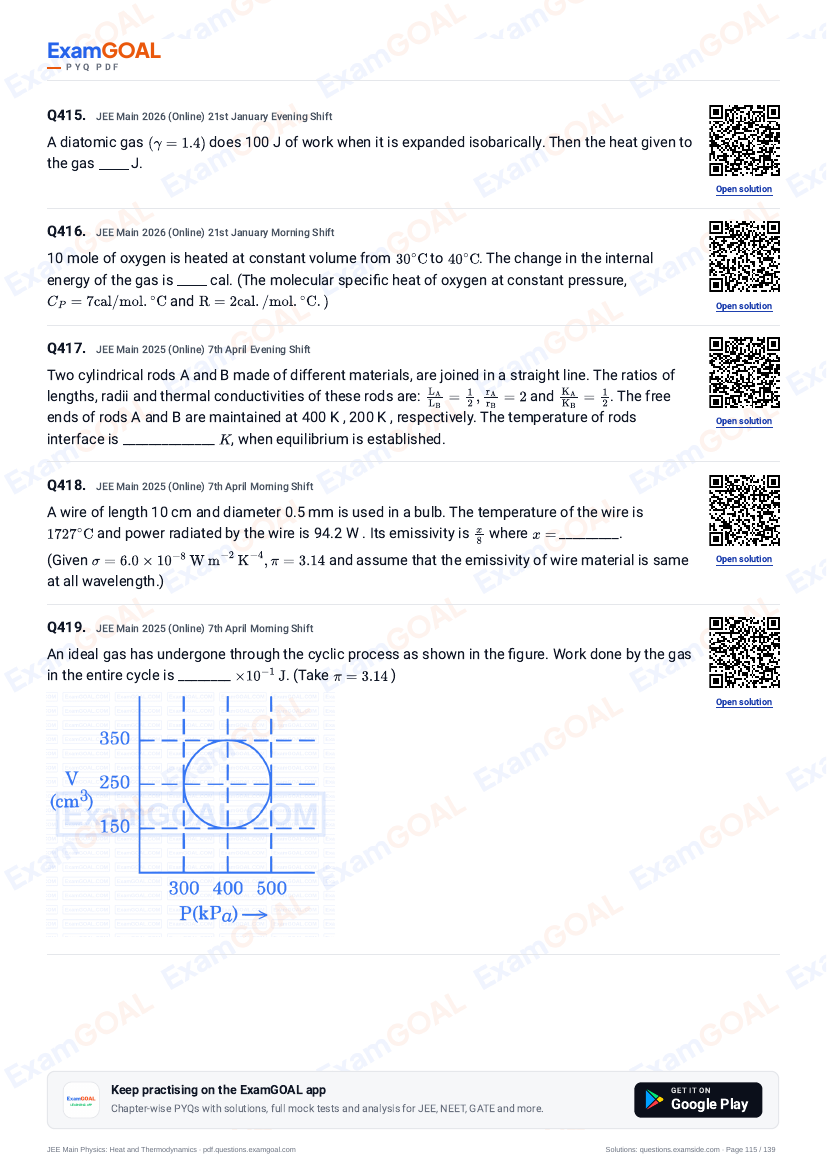 ExamGOAL
PYQ PDF
Q415. JEE Main 2026 (Online) 21st January Evening Shift
A diatomic gas (γ = 1.4) does 100 J of work when it is expanded isobarically. Then the heat given to
the gas ____ J.
Open solution
Q416. JEE Main 2026 (Online) 21st January Morning Shift
10 mole of oxygen is heated at constant volume from 30°C to 40°C. The change in the internal
energy of the gas is ____ cal. (The molecular specific heat of oxygen at constant pressure,
C_P = 7cal/mol. °C and R = 2cal. /mol. °C. )
Open solution
Q417. JEE Main 2025 (Online) 7th April Evening Shift
Two cylindrical rods A and B made of different materials, are joined in a straight line. The ratios of
lengths, radii and thermal conductivities of these rods are: L_A/L_B = 1/2, r_A/r_B = 2 and K_A/K_B = 1/2. The free
ends of rods A and B are maintained at 400 K , 200 K , respectively. The temperature of rods
interface is _____________ K, when equilibrium is established.
Open solution
Q418. JEE Main 2025 (Online) 7th April Morning Shift
A wire of length 10 cm and diameter 0.5 mm is used in a bulb. The temperature of the wire is
1727°C and power radiated by the wire is 94.2 W . Its emissivity is x/8 where x = ________.
(Given σ = 6.0 × 10⁻⁸ W m⁻² K⁻⁴, π = 3.14 and assume that the emissivity of wire material is same
at all wavelength.)
Open solution
Q419. JEE Main 2025 (Online) 7th April Morning Shift
An ideal gas has undergone through the cyclic process as shown in the figure. Work done by the gas
in the entire cycle is ________ ×10⁻¹ J. (Take π = 3.14 )
Open solution
350
V
250
(cm³)
ExamGOAL.COM
150
300 400 500
P(kPa)
Keep practising on the ExamGOAL app
Chapter-wise PYQs with solutions, full mock tests and analysis for JEE, NEET, GATE and more.
GET IT ON
Google Play
JEE Main Physics: Heat and Thermodynamics · pdf.questions.examgoal.com
Solutions: questions.examside.com · Page 115 / 139